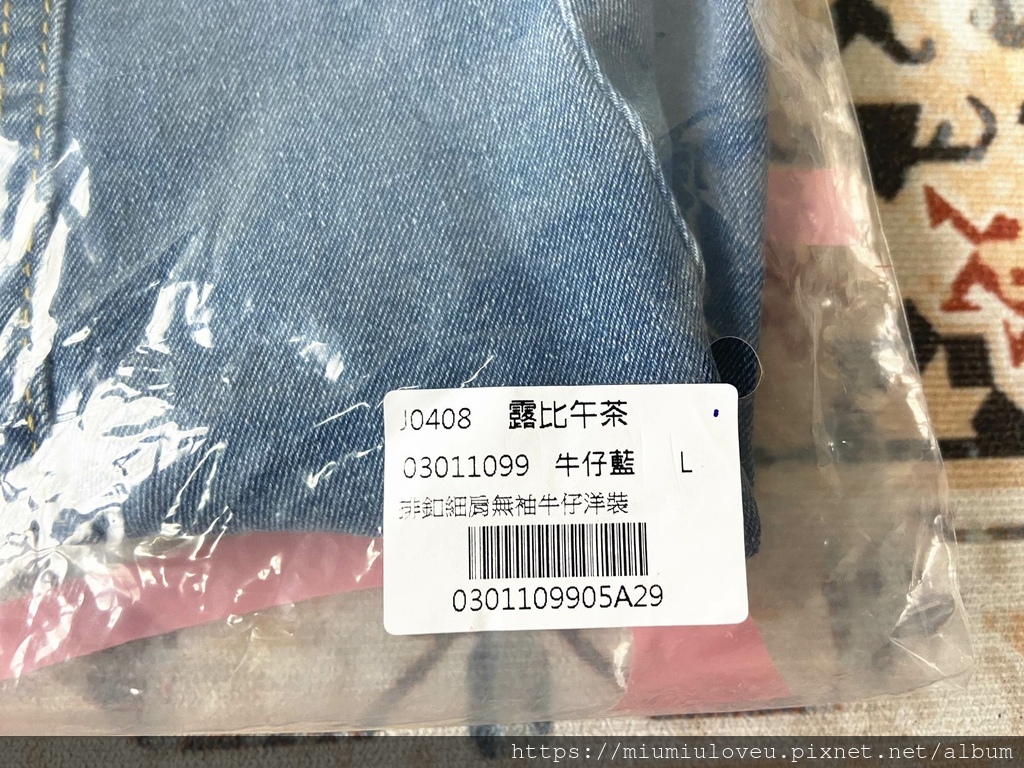 J0408 露比午茶
03011099 牛仔藍 L
排釦細肩無袖牛仔洋裝
0301109905A29
https://miumiuloveu.pixnet.net/album